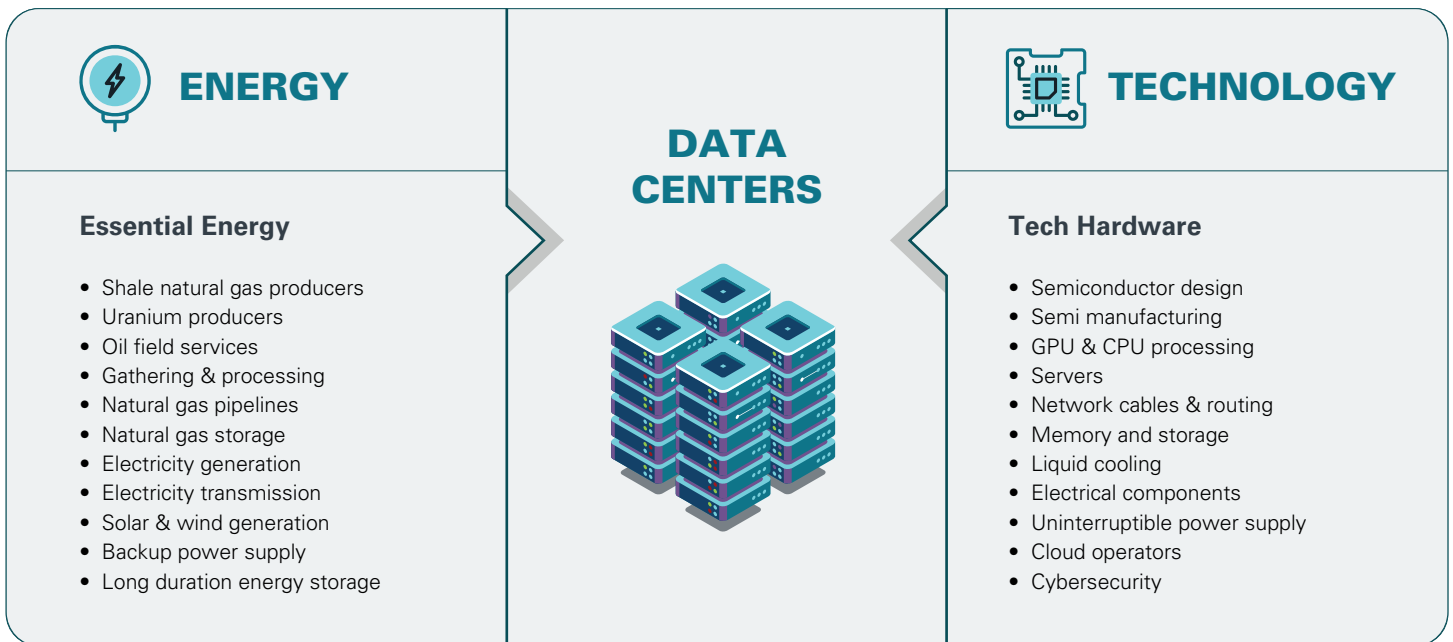 ENERGY
Essential Energy
• Shale natural gas producers
• Uranium producers
• Oil field services
• Gathering & processing
• Natural gas pipelines
• Natural gas storage
• Electricity generation
• Electricity transmission
• Solar & wind generation
• Backup power supply
• Long duration energy storage
DATA
CENTERS
TECHNOLOGY
Tech Hardware
• Semiconductor design
• Semi manufacturing
• GPU & CPU processing
• Servers
• Network cables & routing
• Memory and storage
• Liquid cooling
• Electrical components
• Uninterruptible power supply
• Cloud operators
• Cybersecurity